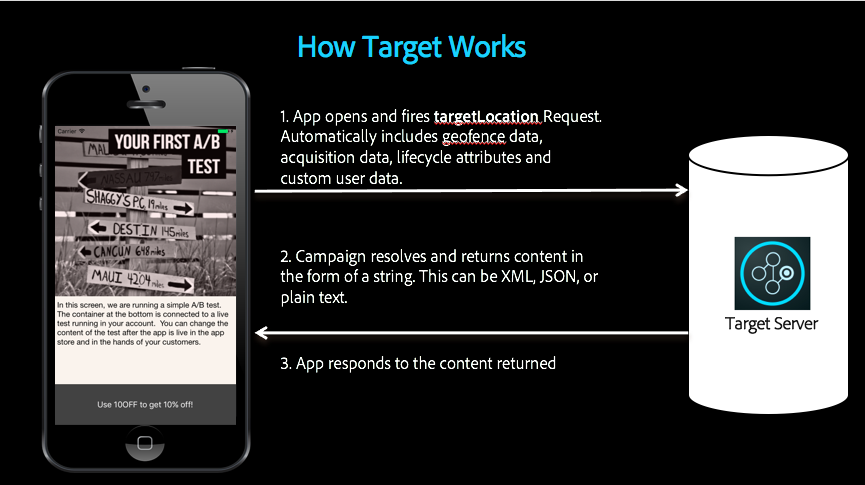 How Target Works
Carrier
YOUR FIRST A/B
TEST
MAUI
NASSAU
SHAGGY'S P.C. 19 miles
DESTIN 145 miles
CANCUN 648 miles
MAUI 4204 miles
In this screen, we are running a simple A/B test.
The container at the bottom is connected to a live
test running in your account. You can change the
content of the test after the app is live in the app
store and in the hands of your customers.
Use 10OFF to get 10% off!
1. App opens and fires targetLocation Request.
Automatically includes geofence data,
acquisition data, lifecycle attributes and
custom user data.
2. Campaign resolves and returns content in
the form of a string. This can be XML, JSON, or
plain text.
3. App responds to the content returned
Target Server